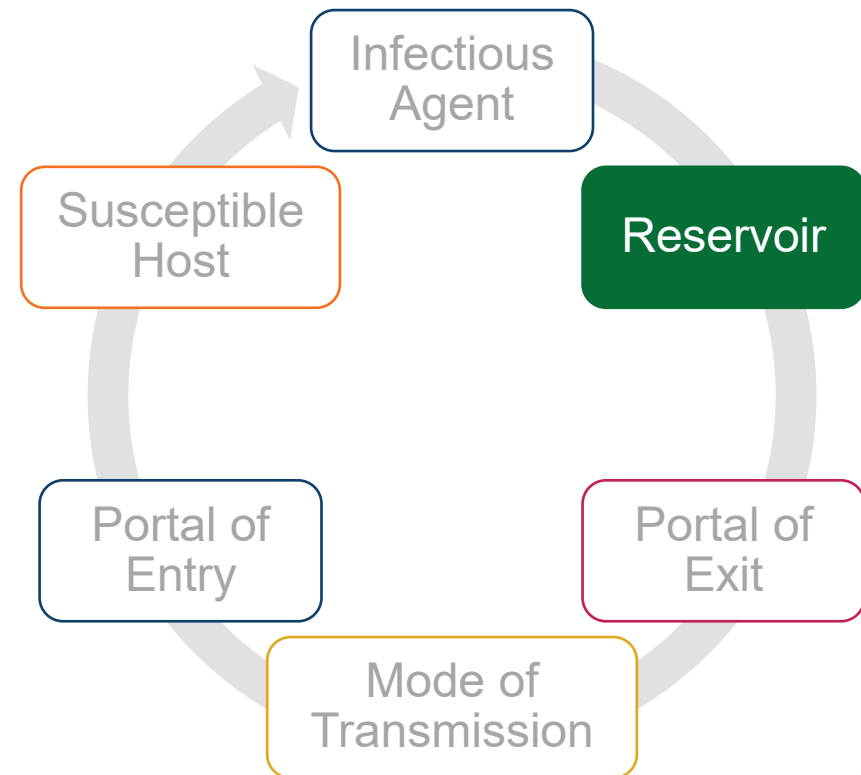 Infectious
Agent
Reservoir
Portal of
Exit
Mode of
Transmission
Portal of
Entry
Susceptible
Host